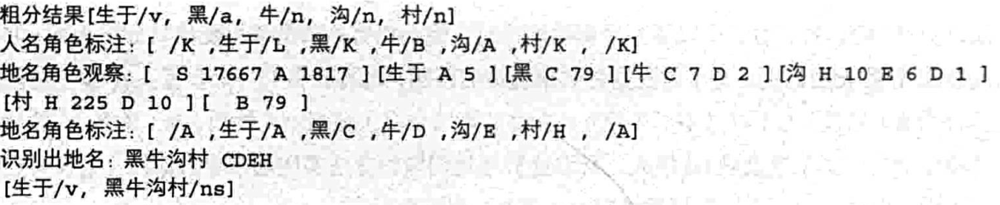 粗分结果[生于/v, 黑/a, 牛/n, 沟/n, 村/n]
人名角色标注：[ /K ,生于/L ,黑/K ,牛/B ,沟/A ,村/K , /K]
地名角色观察：[  S 17667 A 1817 ][生于 A 5 ][黑 C 79 ][牛 C 7 D 2 ][沟 H 10 E 6 D 1 ]
[村 H 225 D 10 ][  B 79 ]
地名角色标注：[ /A ,生于/A ,黑/C ,牛/D ,沟/E ,村/H , /A]
识别出地名：黑牛沟村 CDEH
[生于/v, 黑牛沟村/ns]